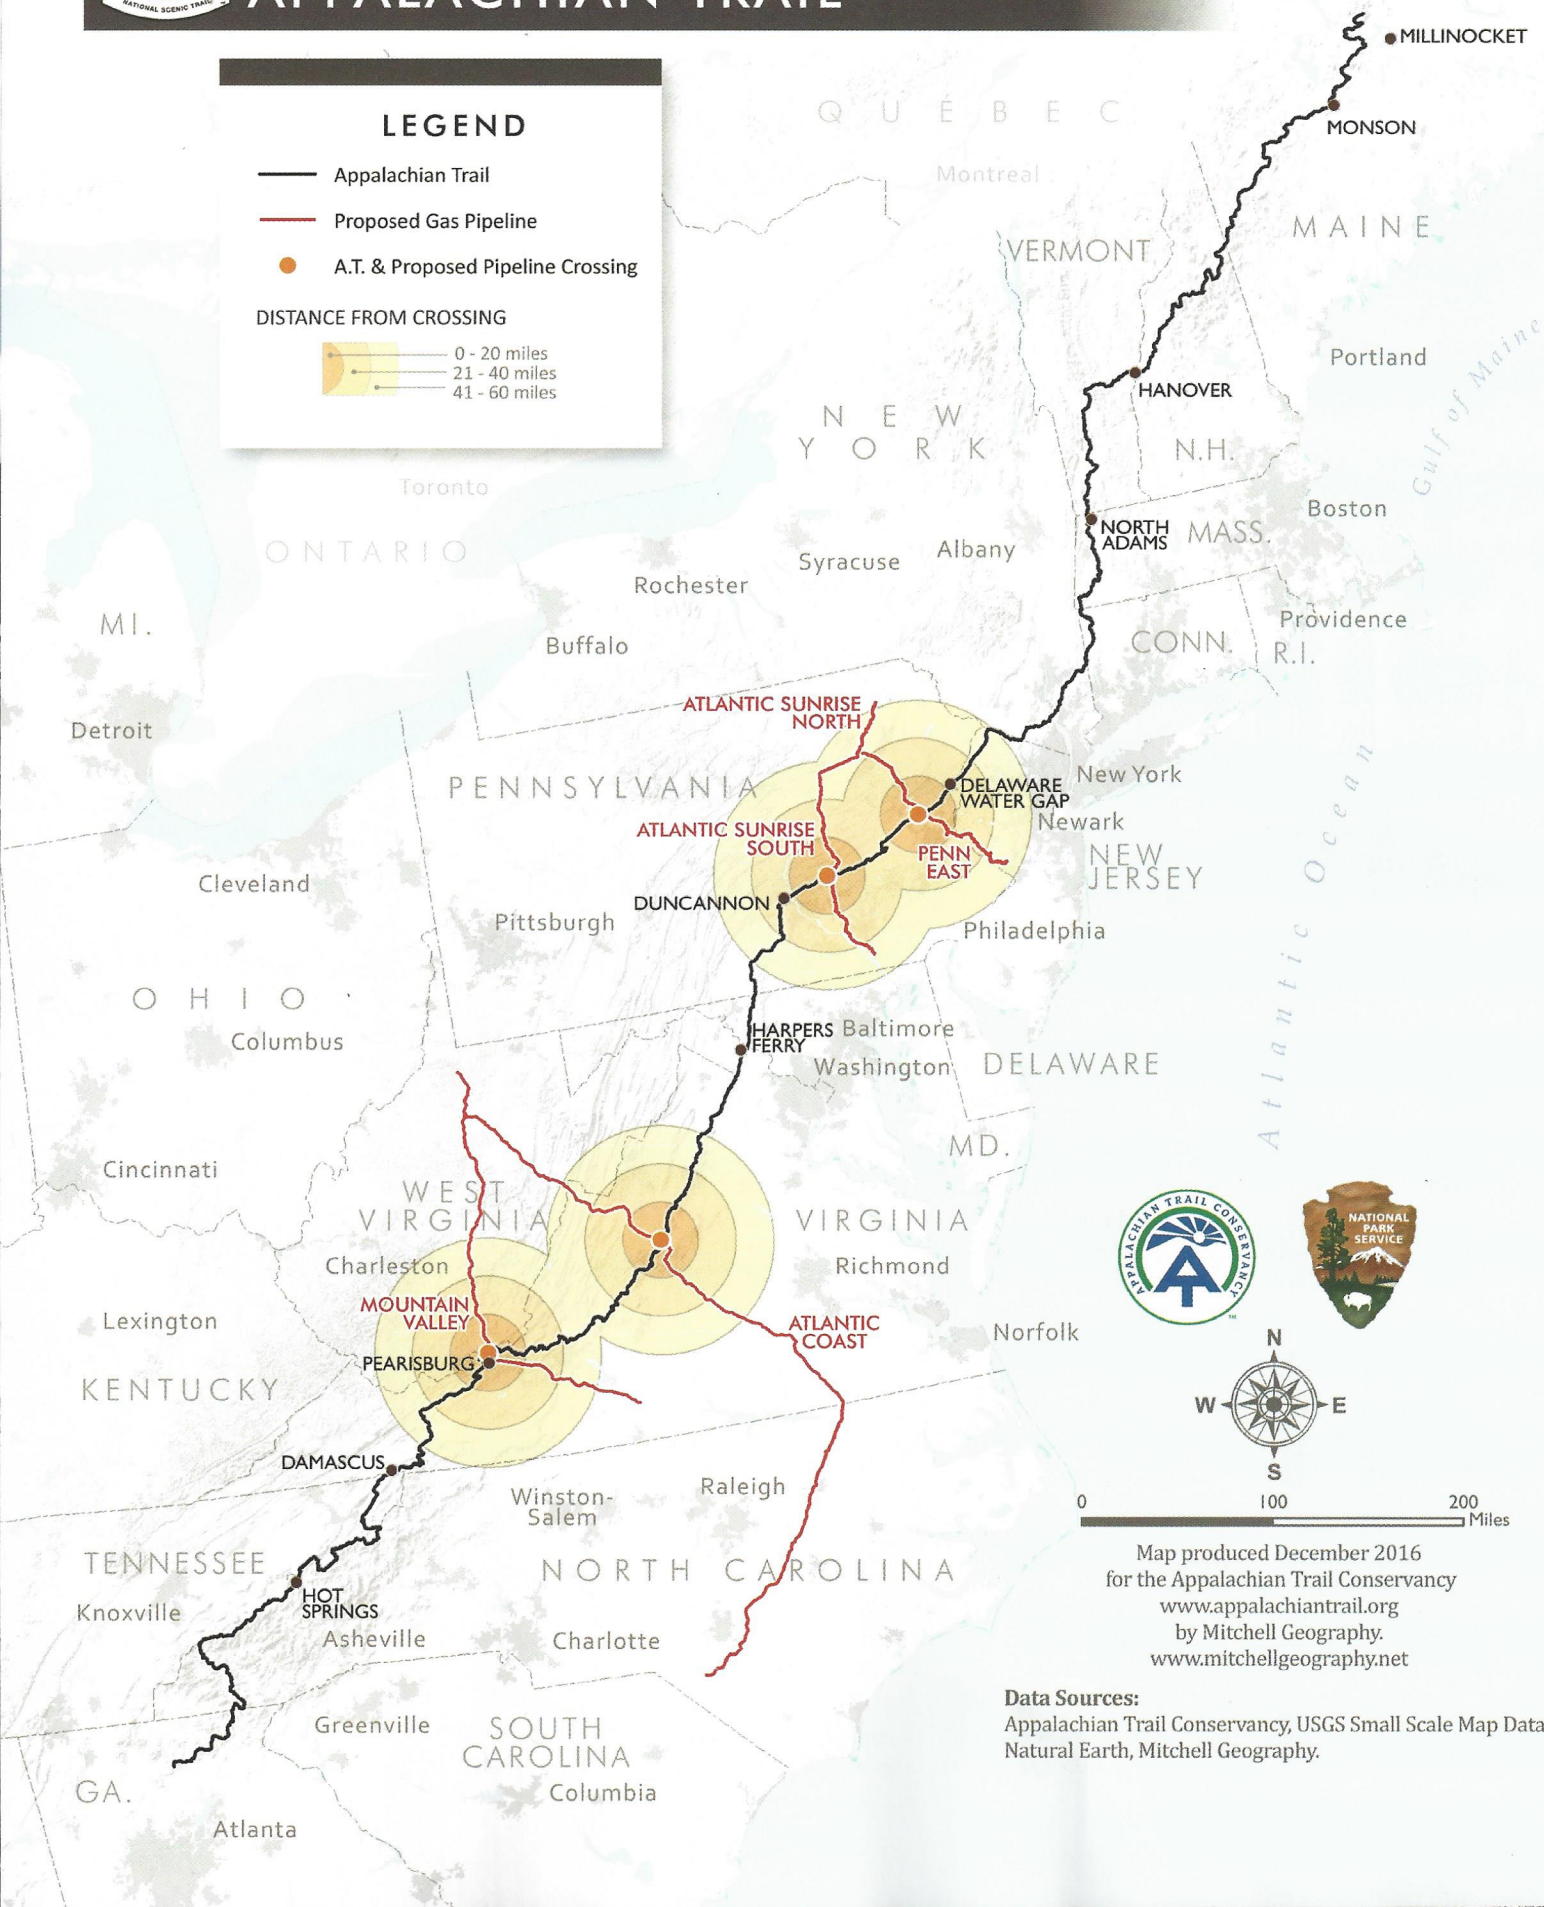 NATIONAL SCENIC TRAIL
APPALACHIAN TRAIL
LEGEND
Appalachian Trail
Proposed Gas Pipeline
A.T. & Proposed Pipeline Crossing
DISTANCE FROM CROSSING
0 - 20 miles
21 - 40 miles
41 - 60 miles
MILLINOCKET
MONSON
QUÉBEC
Montreal
MAINE
VERMONT
Portland
Gulf of Maine
HANOVER
NEW
YORK
N.H.
Toronto
Boston
NORTH
ADAMS
MASS.
ONTARIO
Syracuse
Albany
Rochester
MI.
Buffalo
Providence
CONN.
R.I.
Detroit
ATLANTIC SUNRISE
NORTH
PENNSYLVANIA
New York
DELAWARE
WATER GAP
Newark
ATLANTIC SUNRISE
SOUTH
PENN
EAST
NEW
JERSEY
Cleveland
DUNCANNON
Pittsburgh
Philadelphia
Atlantic Ocean
OHIO
Columbus
HARPERS
FERRY
Baltimore
Washington
DELAWARE
MD.
Cincinnati
WEST
VIRGINIA
VIRGINIA
Charleston
Richmond
APPALACHIAN TRAIL CONSERVANCY
TM
NATIONAL
PARK
SERVICE
MOUNTAIN
VALLEY
Lexington
ATLANTIC
COAST
Norfolk
PEARISBURG
KENTUCKY
N
W
E
S
DAMASCUS
Winston-
Salem
Raleigh
0 100 200
Miles
TENNESSEE
NORTH CAROLINA
HOT
SPRINGS
Knoxville
Asheville
Charlotte
Map produced December 2016
for the Appalachian Trail Conservancy
www.appalachiantrail.org
by Mitchell Geography.
www.mitchellgeography.net
Greenville
SOUTH
CAROLINA
Columbia
GA.
Atlanta
Data Sources:
Appalachian Trail Conservancy, USGS Small Scale Map Data
Natural Earth, Mitchell Geography.